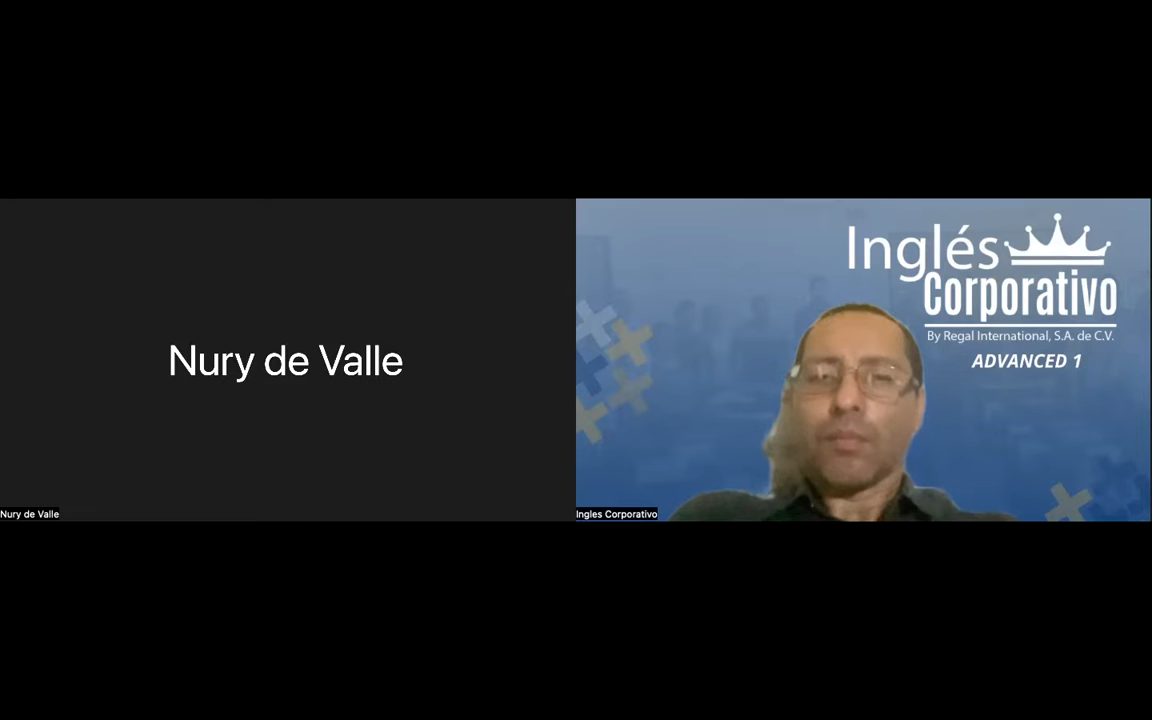 Nury de Valle
Nury de Valle
Inglés
Corporativo
By Regal International, S.A. de C.V.
ADVANCED 1
Ingles Corporativo